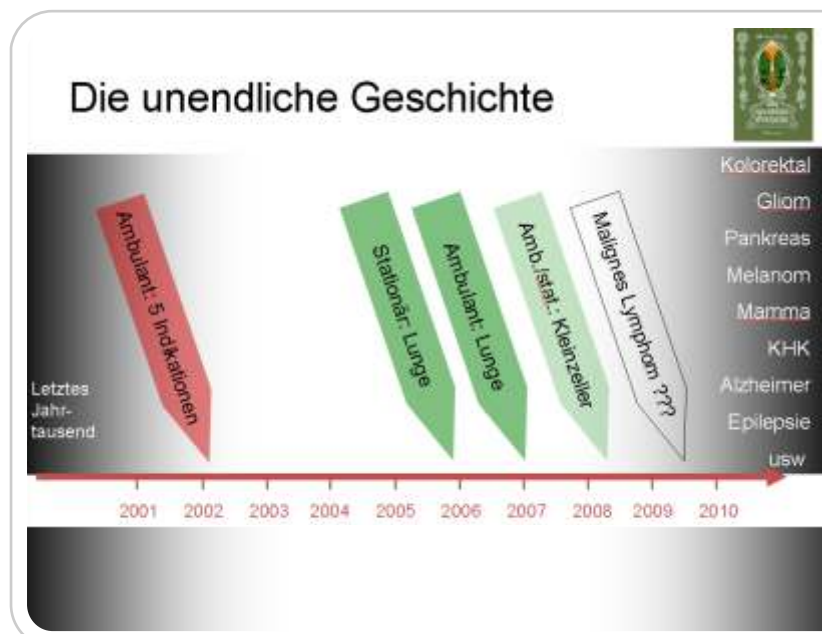 Die unendliche Geschichte
Ambulant: 5 Indikationen
Stationär: Lunge
Ambulant: Lunge
Amb./stat.: Kleinzeller
Malignes Lymphom ???
Kolorektal
Gliom
Pankreas
Melanom
Mamma
KHK
Alzheimer
Epilepsie
usw
Letztes
Jahr-
tausend
2001 2002 2003 2004 2005 2006 2007 2008 2009 2010